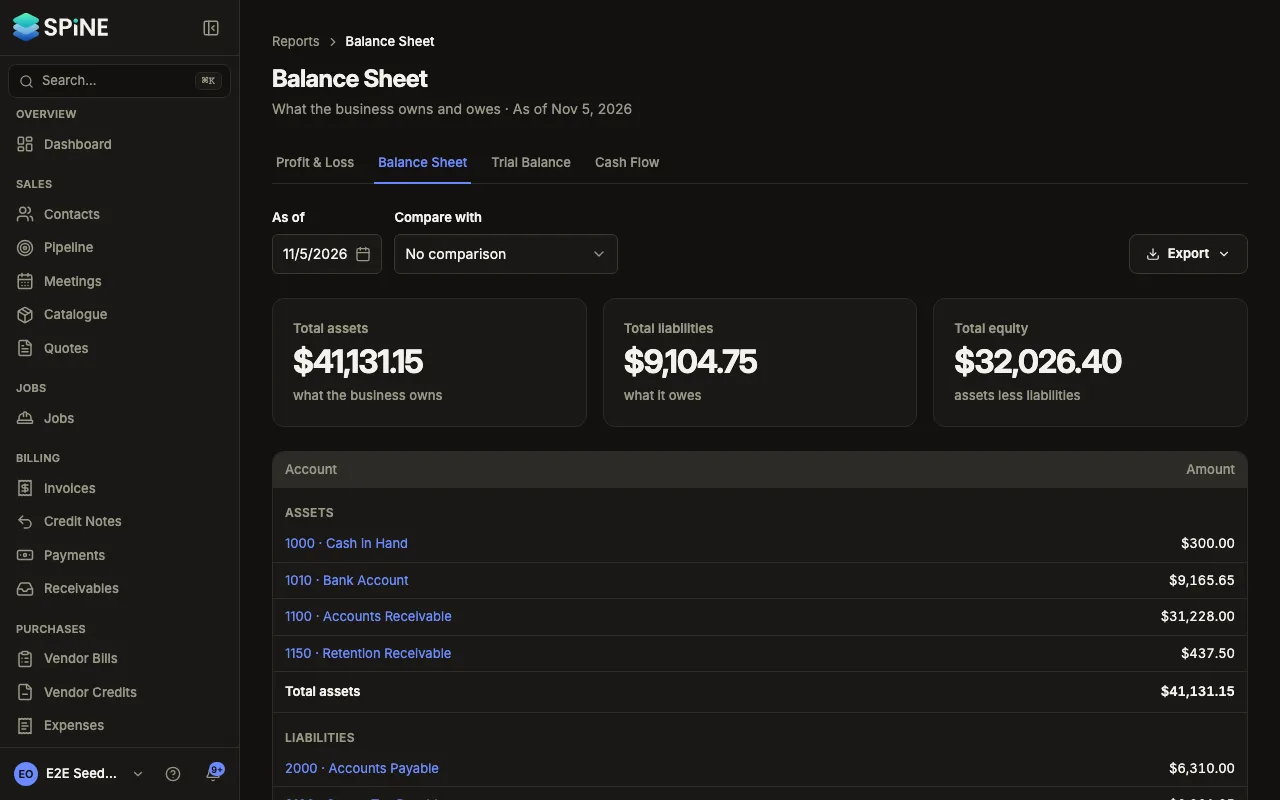 SPiNE
Search...
⌘K
OVERVIEW
Dashboard
SALES
Contacts
Pipeline
Meetings
Catalogue
Quotes
JOBS
Jobs
BILLING
Invoices
Credit Notes
Payments
Receivables
PURCHASES
Vendor Bills
Vendor Credits
Expenses
EO E2E Seed...
9+
Reports > Balance Sheet
Balance Sheet
What the business owns and owes · As of Nov 5, 2026
Profit & Loss Balance Sheet Trial Balance Cash Flow
As of Compare with
11/5/2026 No comparison Export
Total assets
$41,131.15
what the business owns
Total liabilities
$9,104.75
what it owes
Total equity
$32,026.40
assets less liabilities
Account Amount
ASSETS
1000 · Cash in Hand $300.00
1010 · Bank Account $9,165.65
1100 · Accounts Receivable $31,228.00
1150 · Retention Receivable $437.50
Total assets $41,131.15
LIABILITIES
2000 · Accounts Payable $6,310.00